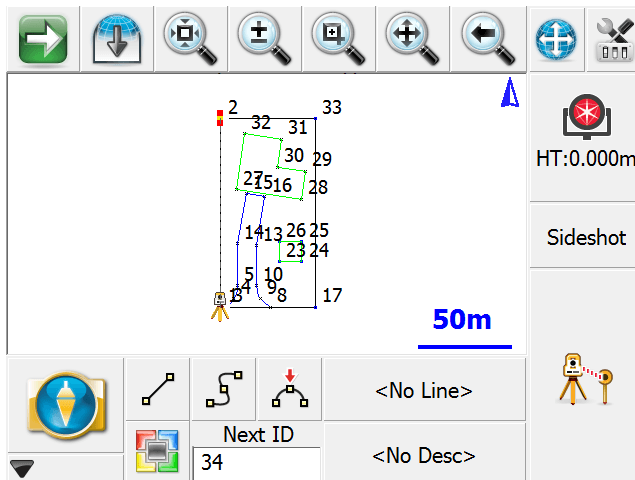 2 33
32 31
30 29
27 15 16 28
14 13 26 25
23 24
5 10
4 9
3 8 17
50m
HT:0.000m
Sideshot
<No Line>
Next ID
34
<No Desc>